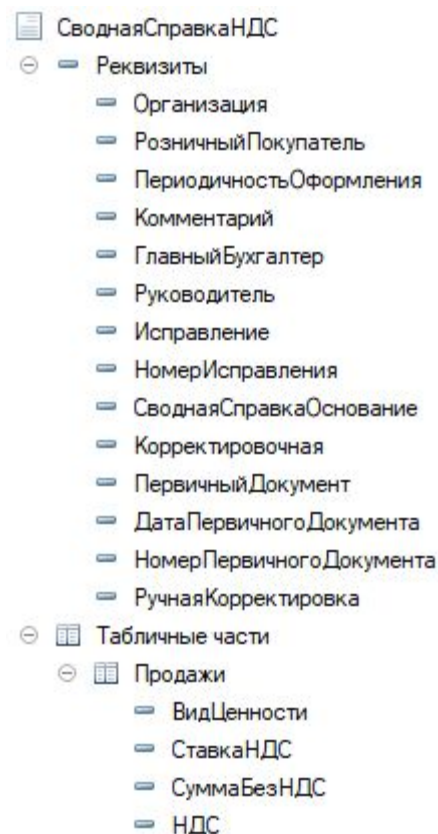 СводнаяСправкаНДС
Реквизиты
Организация
РозничныйПокупатель
ПериодичностьОформления
Комментарий
ГлавныйБухгалтер
Руководитель
Исправление
НомерИсправления
СводнаяСправкаОснование
Корректировочная
ПервичныйДокумент
ДатаПервичногоДокумента
НомерПервичногоДокумента
РучнаяКорректировка
Табличные части
Продажи
ВидЦенности
СтавкаНДС
СуммаБезНДС
НДС